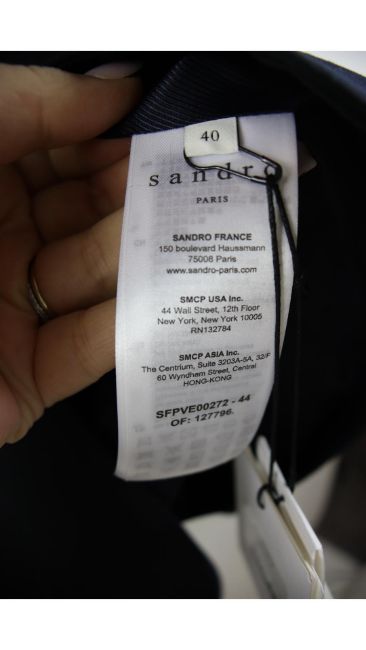 40
sandro
PARIS
SANDRO FRANCE
150 boulevard Haussmann
75008 Paris
www.sandro-paris.com
SMCP USA Inc.
44 Wall Street, 12th Floor
New York, New York 10005
RN132784
SMCP ASIA Inc.
The Centrium, Suite 3203A-5A, 32/F
60 Wyndham Street, Central
HONG-KONG
SFPVE00272 - 44
OF: 127796.